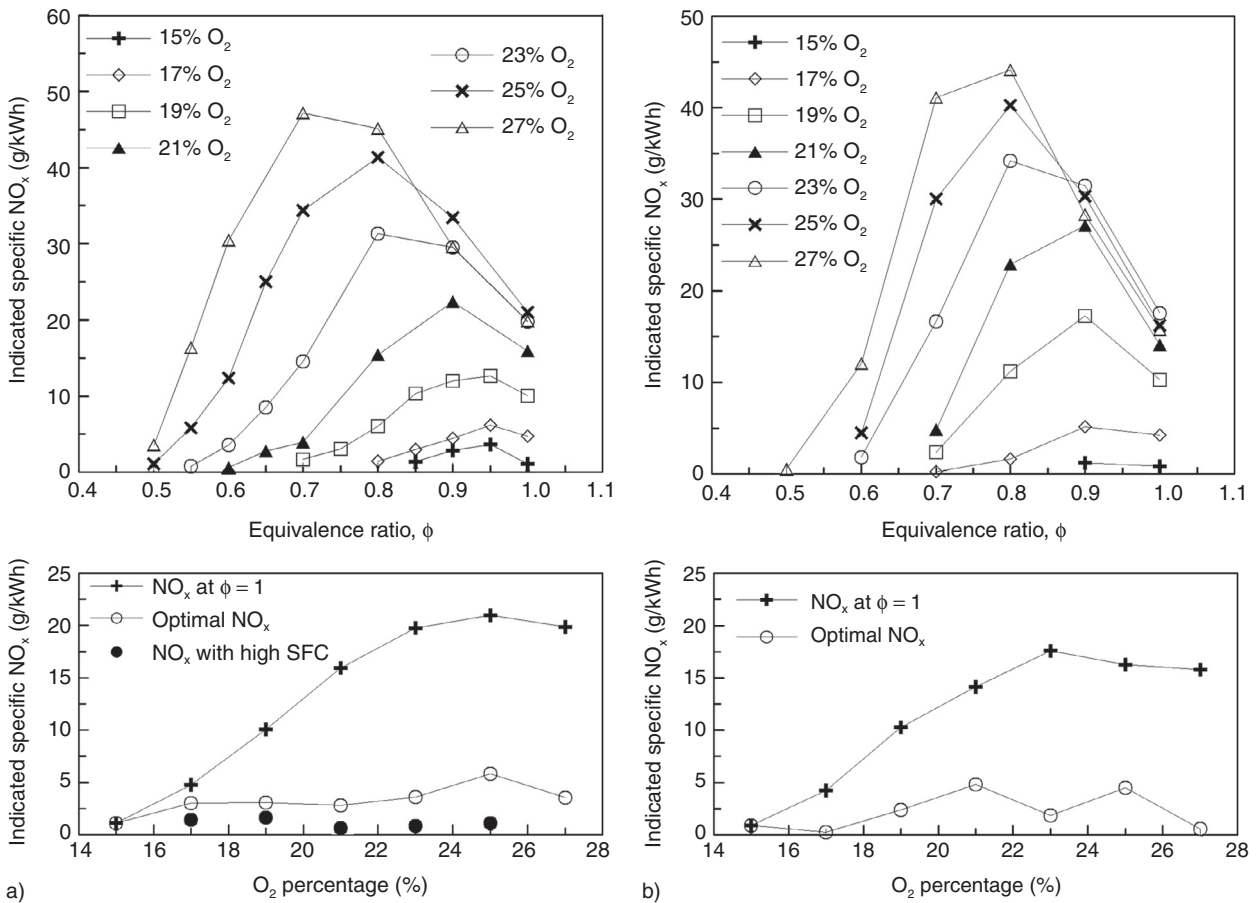 60
50
40
30
20
10
0
Indicated specific NOx (g/kWh)
15% O2
17% O2
19% O2
21% O2
23% O2
25% O2
27% O2
0.4 0.5 0.6 0.7 0.8 0.9 1.0 1.1
Equivalence ratio, ϕ
50
40
30
20
10
0
Indicated specific NOx (g/kWh)
15% O2
17% O2
19% O2
21% O2
23% O2
25% O2
27% O2
0.4 0.5 0.6 0.7 0.8 0.9 1.0 1.1
Equivalence ratio, ϕ
25
20
15
10
5
0
Indicated specific NOx (g/kWh)
NOx at ϕ = 1
Optimal NOx
NOx with high SFC
14 16 18 20 22 24 26 28
O2 percentage (%)
a)
25
20
15
10
5
0
Indicated specific NOx (g/kWh)
NOx at ϕ = 1
Optimal NOx
14 16 18 20 22 24 26 28
O2 percentage (%)
b)